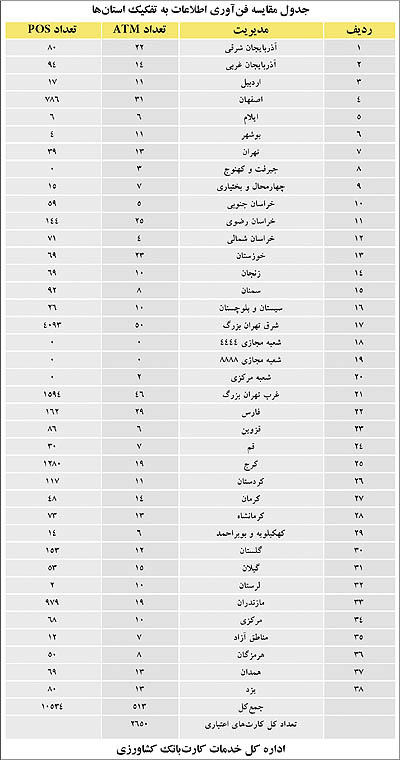 جدول مقایسه فن‌آوری اطلاعات به تفکیک استان‌ها
ردیف مدیریت تعداد ATM تعداد POS
۱ آذربایجان شرقی ۲۲ ۸۰
۲ آذربایجان غربی ۱۴ ۹۴
۳ اردبیل ۱۱ ۱۷
۴ اصفهان ۳۱ ۷۸۶
۵ ایلام ۶ ۶
۶ بوشهر ۱۱ ۴
۷ تهران ۱۳ ۳۹
۸ جیرفت و کهنوج ۳ ۰
۹ چهارمحال و بختیاری ۷ ۱۵
۱۰ خراسان جنوبی ۵ ۵۹
۱۱ خراسان رضوی ۲۵ ۱۴۴
۱۲ خراسان شمالی ۴ ۷۱
۱۳ خوزستان ۲۳ ۶۹
۱۴ زنجان ۱۰ ۶۹
۱۵ سمنان ۸ ۹۲
۱۶ سیستان و بلوچستان ۱۰ ۲۶
۱۷ شرق تهران بزرگ ۵۰ ۴۰۹۳
۱۸ شعبه مجازی ۴۴۴۴ ۰ ۰
۱۹ شعبه مجازی ۸۸۸۸ ۰ ۰
۲۰ شعبه مرکزی ۲ ۰
۲۱ غرب تهران بزرگ ۴۶ ۱۵۹۴
۲۲ فارس ۲۹ ۱۶۲
۲۳ قزوین ۶ ۸۶
۲۴ قم ۷ ۳۰
۲۵ کرج ۱۹ ۱۲۸۰
۲۶ کردستان ۱۱ ۱۱۷
۲۷ کرمان ۱۴ ۴۸
۲۸ کرمانشاه ۱۳ ۷۳
۲۹ کهکیلویه و بویراحمد ۶ ۱۴
۳۰ گلستان ۱۲ ۱۵۳
۳۱ گیلان ۱۵ ۵۳
۳۲ لرستان ۱۰ ۲
۳۳ مازندران ۱۹ ۹۷۹
۳۴ مرکزی ۱۰ ۶۸
۳۵ مناطق آزاد ۷ ۱۲
۳۶ هرمزگان ۸ ۵۰
۳۷ همدان ۱۳ ۶۹
۳۸ یزد ۱۳ ۸۰
جمع‌کل ۵۱۳ ۱۰۵۳۴
تعداد کل کارت‌های اعتباری ۲۶۵۰
اداره کل خدمات کارت‌بانک کشاورزی